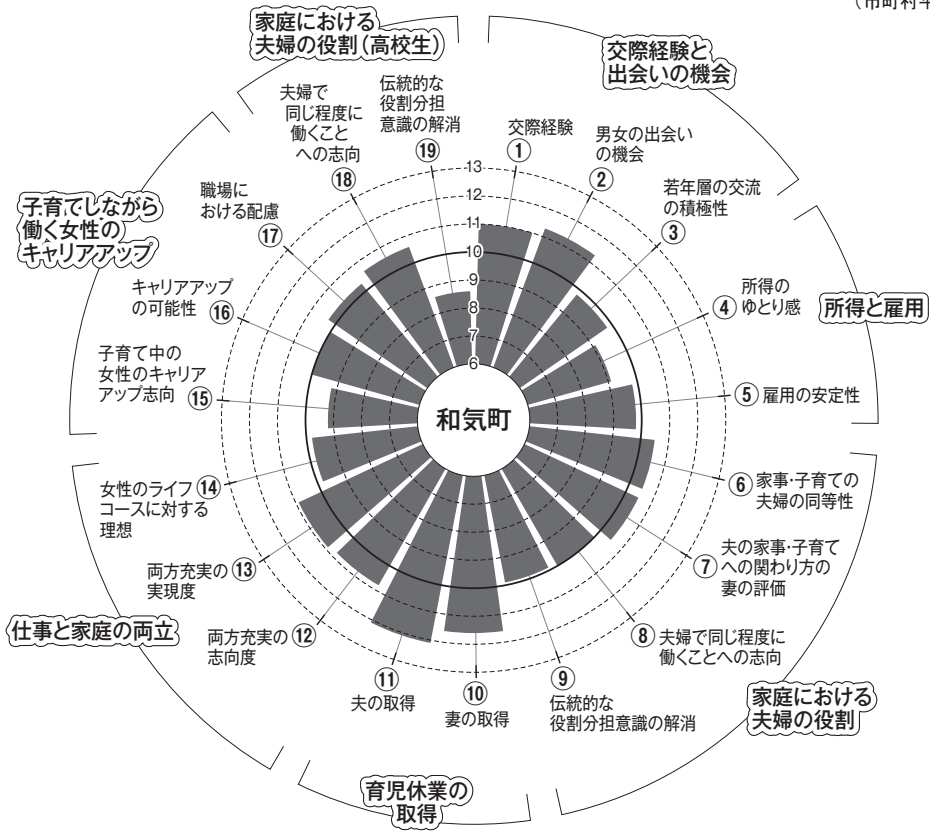 (市町村半
家庭における
夫婦の役割(高校生)
交際経験と
出会いの機会
所得と雇用
家庭における
夫婦の役割
育児休業の
取得
仕事と家庭の両立
子育てしながら
働く女性の
キャリアアップ
13
12
11
10
9
8
7
6
和気町
交際経験
①
男女の出会い
の機会
②
若年層の交流
の積極性
③
④ 所得の
ゆとり感
⑤ 雇用の安定性
⑥ 家事・子育ての
夫婦の同等性
⑦ 夫の家事・子育て
への関わり方の
妻の評価
⑧ 夫婦で同じ程度に
働くことへの志向
⑨
伝統的な
役割分担意識の解消
⑩
妻の取得
⑪
夫の取得
両方充実の ⑫
志向度
両方充実の ⑬
実現度
女性のライフ ⑭
コースに対する
理想
子育て中の
女性のキャリア
アップ志向 ⑮
キャリアアップ
の可能性 ⑯
職場に
おける配慮
⑰
夫婦で
同じ程度に
働くこと
への志向
⑱
伝統的な
役割分担
意識の解消
⑲